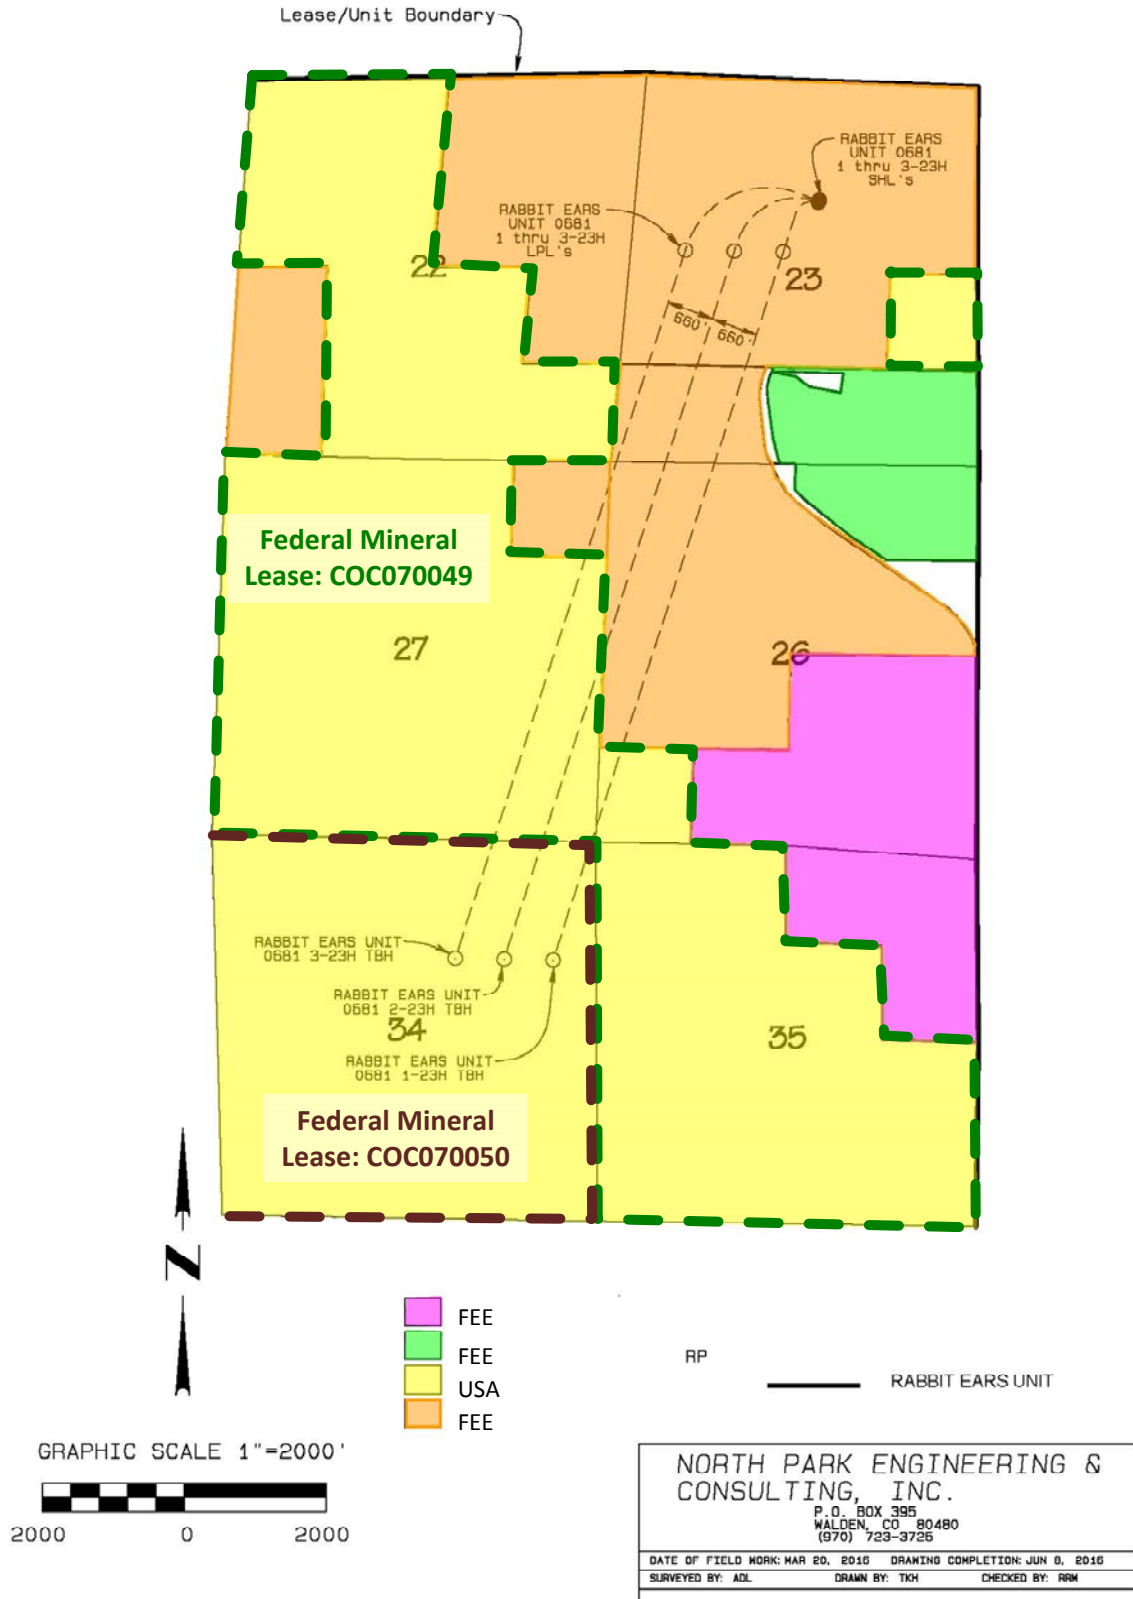 Lease/Unit Boundary
RABBIT EARS
UNIT 0681
1 thru 3-23H
SHL's
RABBIT EARS
UNIT 0681
1 thru 3-23H
LPL's
22
23
660'
660'
Federal Mineral
Lease: COC070049
27
26
RABBIT EARS UNIT
0681 3-23H TBH
RABBIT EARS UNIT
0681 2-23H TBH
34
35
RABBIT EARS UNIT
0681 1-23H TBH
Federal Mineral
Lease: COC070050
N
FEE
FEE
USA
FEE
RP
RABBIT EARS UNIT
GRAPHIC SCALE 1"=2000'
2000 0 2000
NORTH PARK ENGINEERING &
CONSULTING, INC.
P.O. BOX 395
WALDEN, CO 80480
(970) 723-3725
DATE OF FIELD WORK: MAR 20, 2016 DRAWING COMPLETION: JUN 8, 2016
SURVEYED BY: ADL DRAWN BY: TKH CHECKED BY: RRM